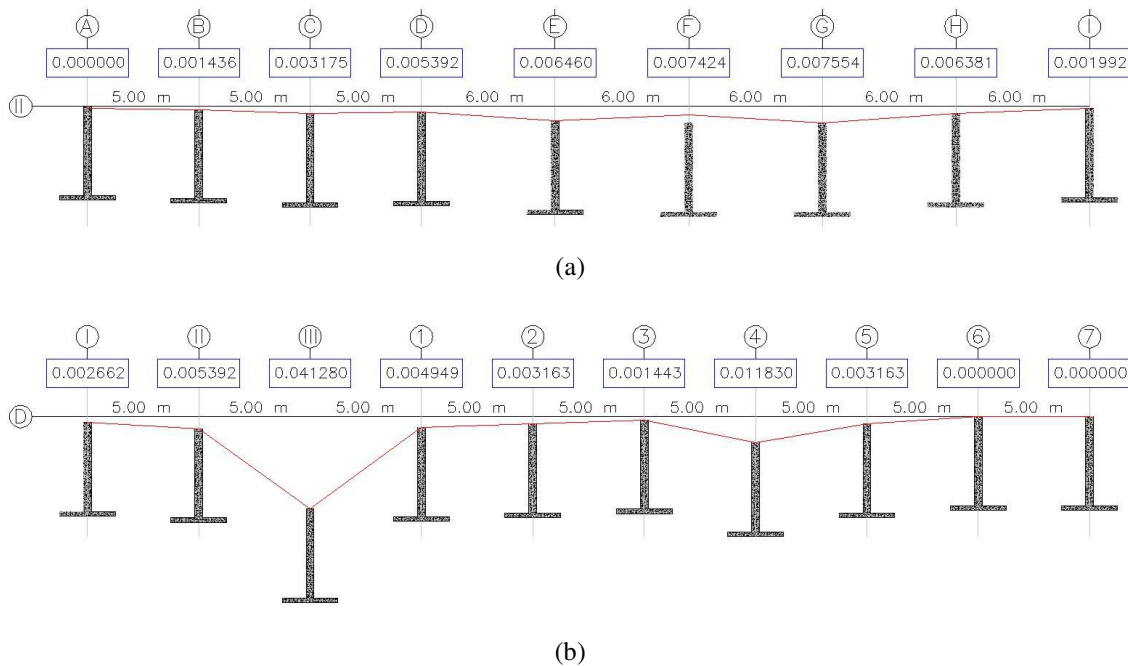 A B C D E F G H I
0.000000 0.001436 0.003175 0.005392 0.006460 0.007424 0.007554 0.006381 0.001992
5.00 m 5.00 m 5.00 m 6.00 m 6.00 m 6.00 m 6.00 m 6.00 m
II
(a)
I II III 1 2 3 4 5 6 7
0.002662 0.005392 0.041280 0.004949 0.003163 0.001443 0.011830 0.003163 0.000000 0.000000
5.00 m 5.00 m 5.00 m 5.00 m 5.00 m 5.00 m 5.00 m 5.00 m 5.00 m
D
(b)